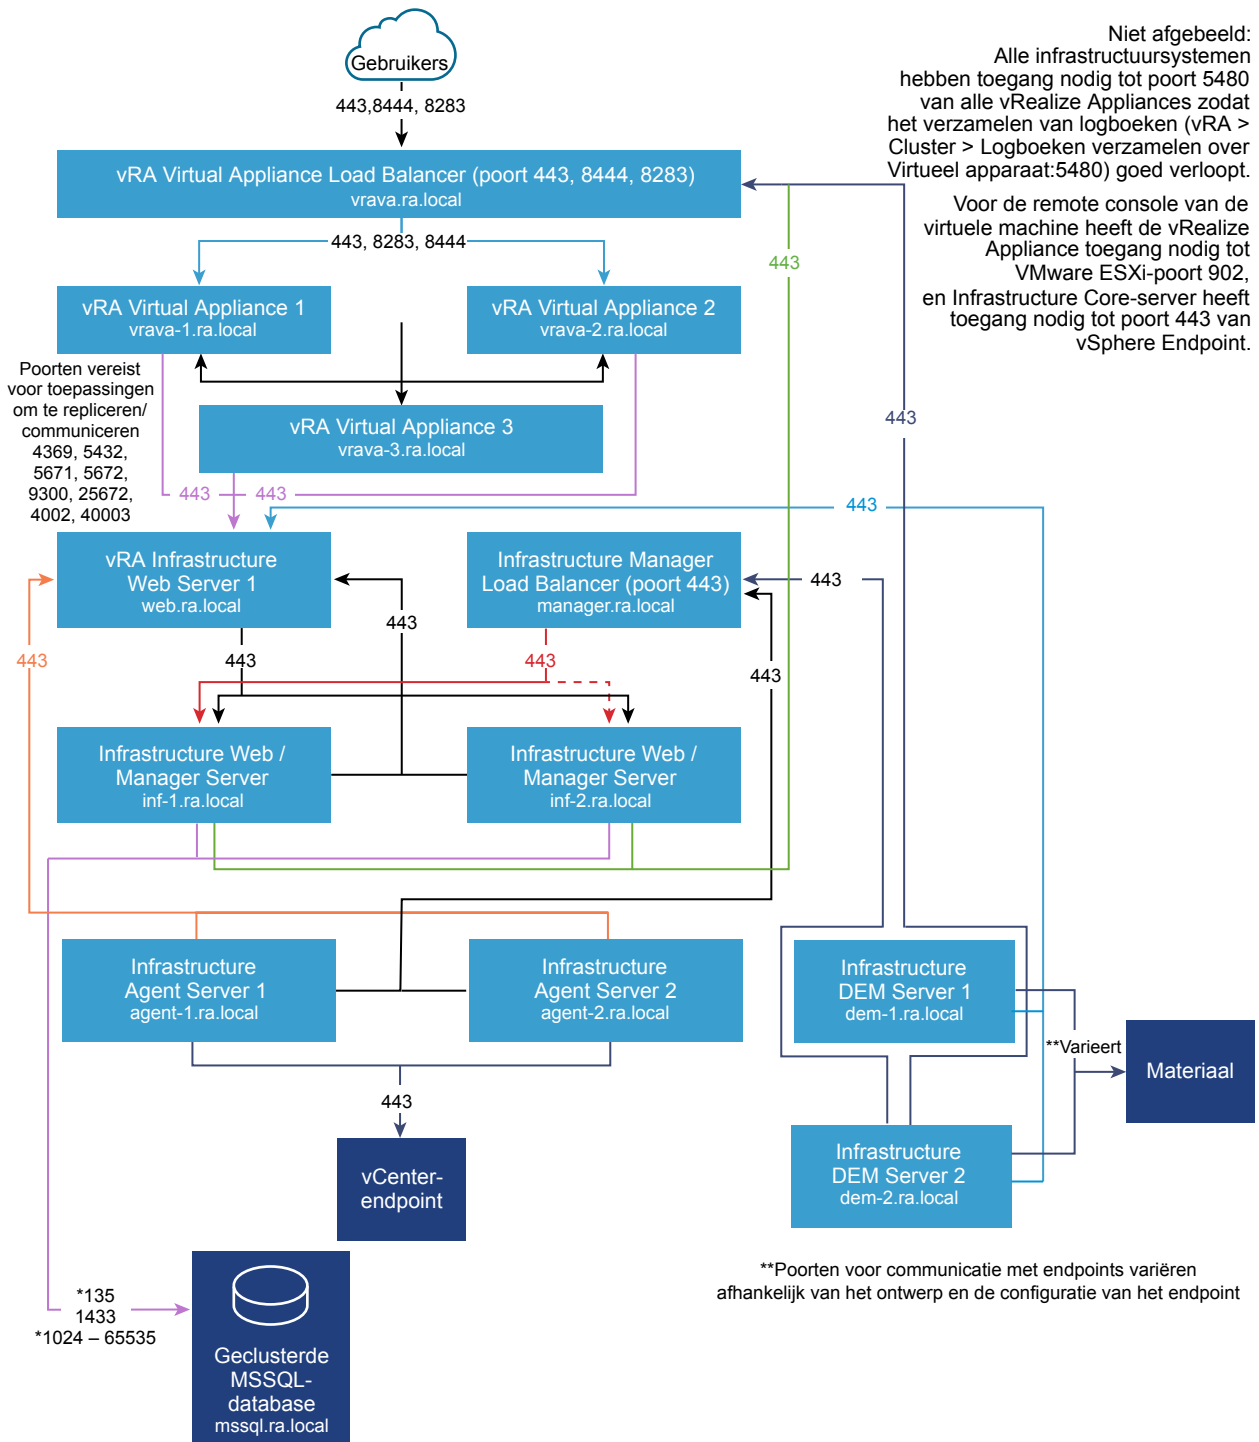 Gebruikers
443,8444, 8283
Niet afgebeeld:
Alle infrastructuursystemen
hebben toegang nodig tot poort 5480
van alle vRealize Appliances zodat
het verzamelen van logboeken (vRA >
Cluster > Logboeken verzamelen over
Virtueel apparaat:5480) goed verloopt.
Voor de remote console van de
virtuele machine heeft de vRealize
Appliance toegang nodig tot
VMware ESXi-poort 902,
en Infrastructure Core-server heeft
toegang nodig tot poort 443 van
vSphere Endpoint.
vRA Virtual Appliance Load Balancer (poort 443, 8444, 8283)
vrava.ra.local
443, 8283, 8444
443
vRA Virtual Appliance 1
vrava-1.ra.local
vRA Virtual Appliance 2
vrava-2.ra.local
Poorten vereist
voor toepassingen
om te repliceren/
communiceren
4369, 5432,
5671, 5672,
9300, 25672,
4002, 40003
vRA Virtual Appliance 3
vrava-3.ra.local
443
443
443
443
vRA Infrastructure
Web Server 1
web.ra.local
Infrastructure Manager
Load Balancer (poort 443)
manager.ra.local
443
443
443
443
443
443
Infrastructure Web /
Manager Server
inf-1.ra.local
Infrastructure Web /
Manager Server
inf-2.ra.local
Infrastructure
Agent Server 1
agent-1.ra.local
Infrastructure
Agent Server 2
agent-2.ra.local
Infrastructure
DEM Server 1
dem-1.ra.local
**Varieert
Materiaal
443
vCenter-
endpoint
Infrastructure
DEM Server 2
dem-2.ra.local
**Poorten voor communicatie met endpoints variëren
afhankelijk van het ontwerp en de configuratie van het endpoint
*135
1433
*1024 – 65535
Geclusterde
MSSQL-
database
mssql.ra.local